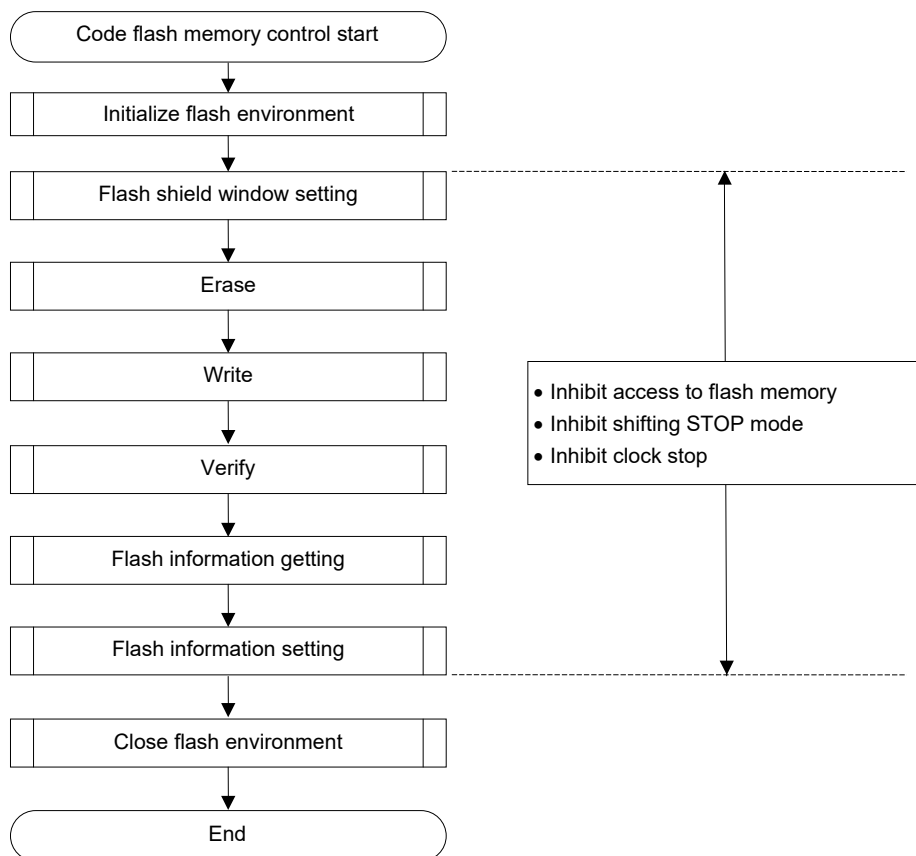 Code flash memory control start
Initialize flash environment
Flash shield window setting
Erase
Write
Verify
Flash information getting
Flash information setting
Close flash environment
End
• Inhibit access to flash memory
• Inhibit shifting STOP mode
• Inhibit clock stop